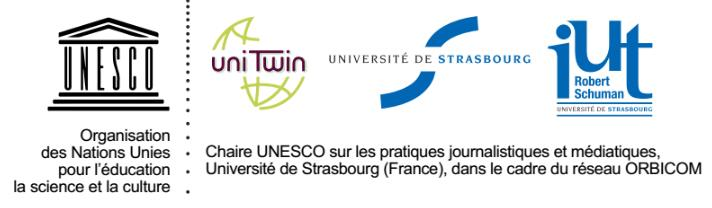 UNESCO
Organisation
des Nations Unies
pour l'éducation
la science et la culture
uniTwin
UNIVERSITÉ DE STRASBOURG
iut
Robert
Schuman
UNIVERSITÉ DE STRASBOURG
Chaire UNESCO sur les pratiques journalistiques et médiatiques,
Université de Strasbourg (France), dans le cadre du réseau ORBICOM